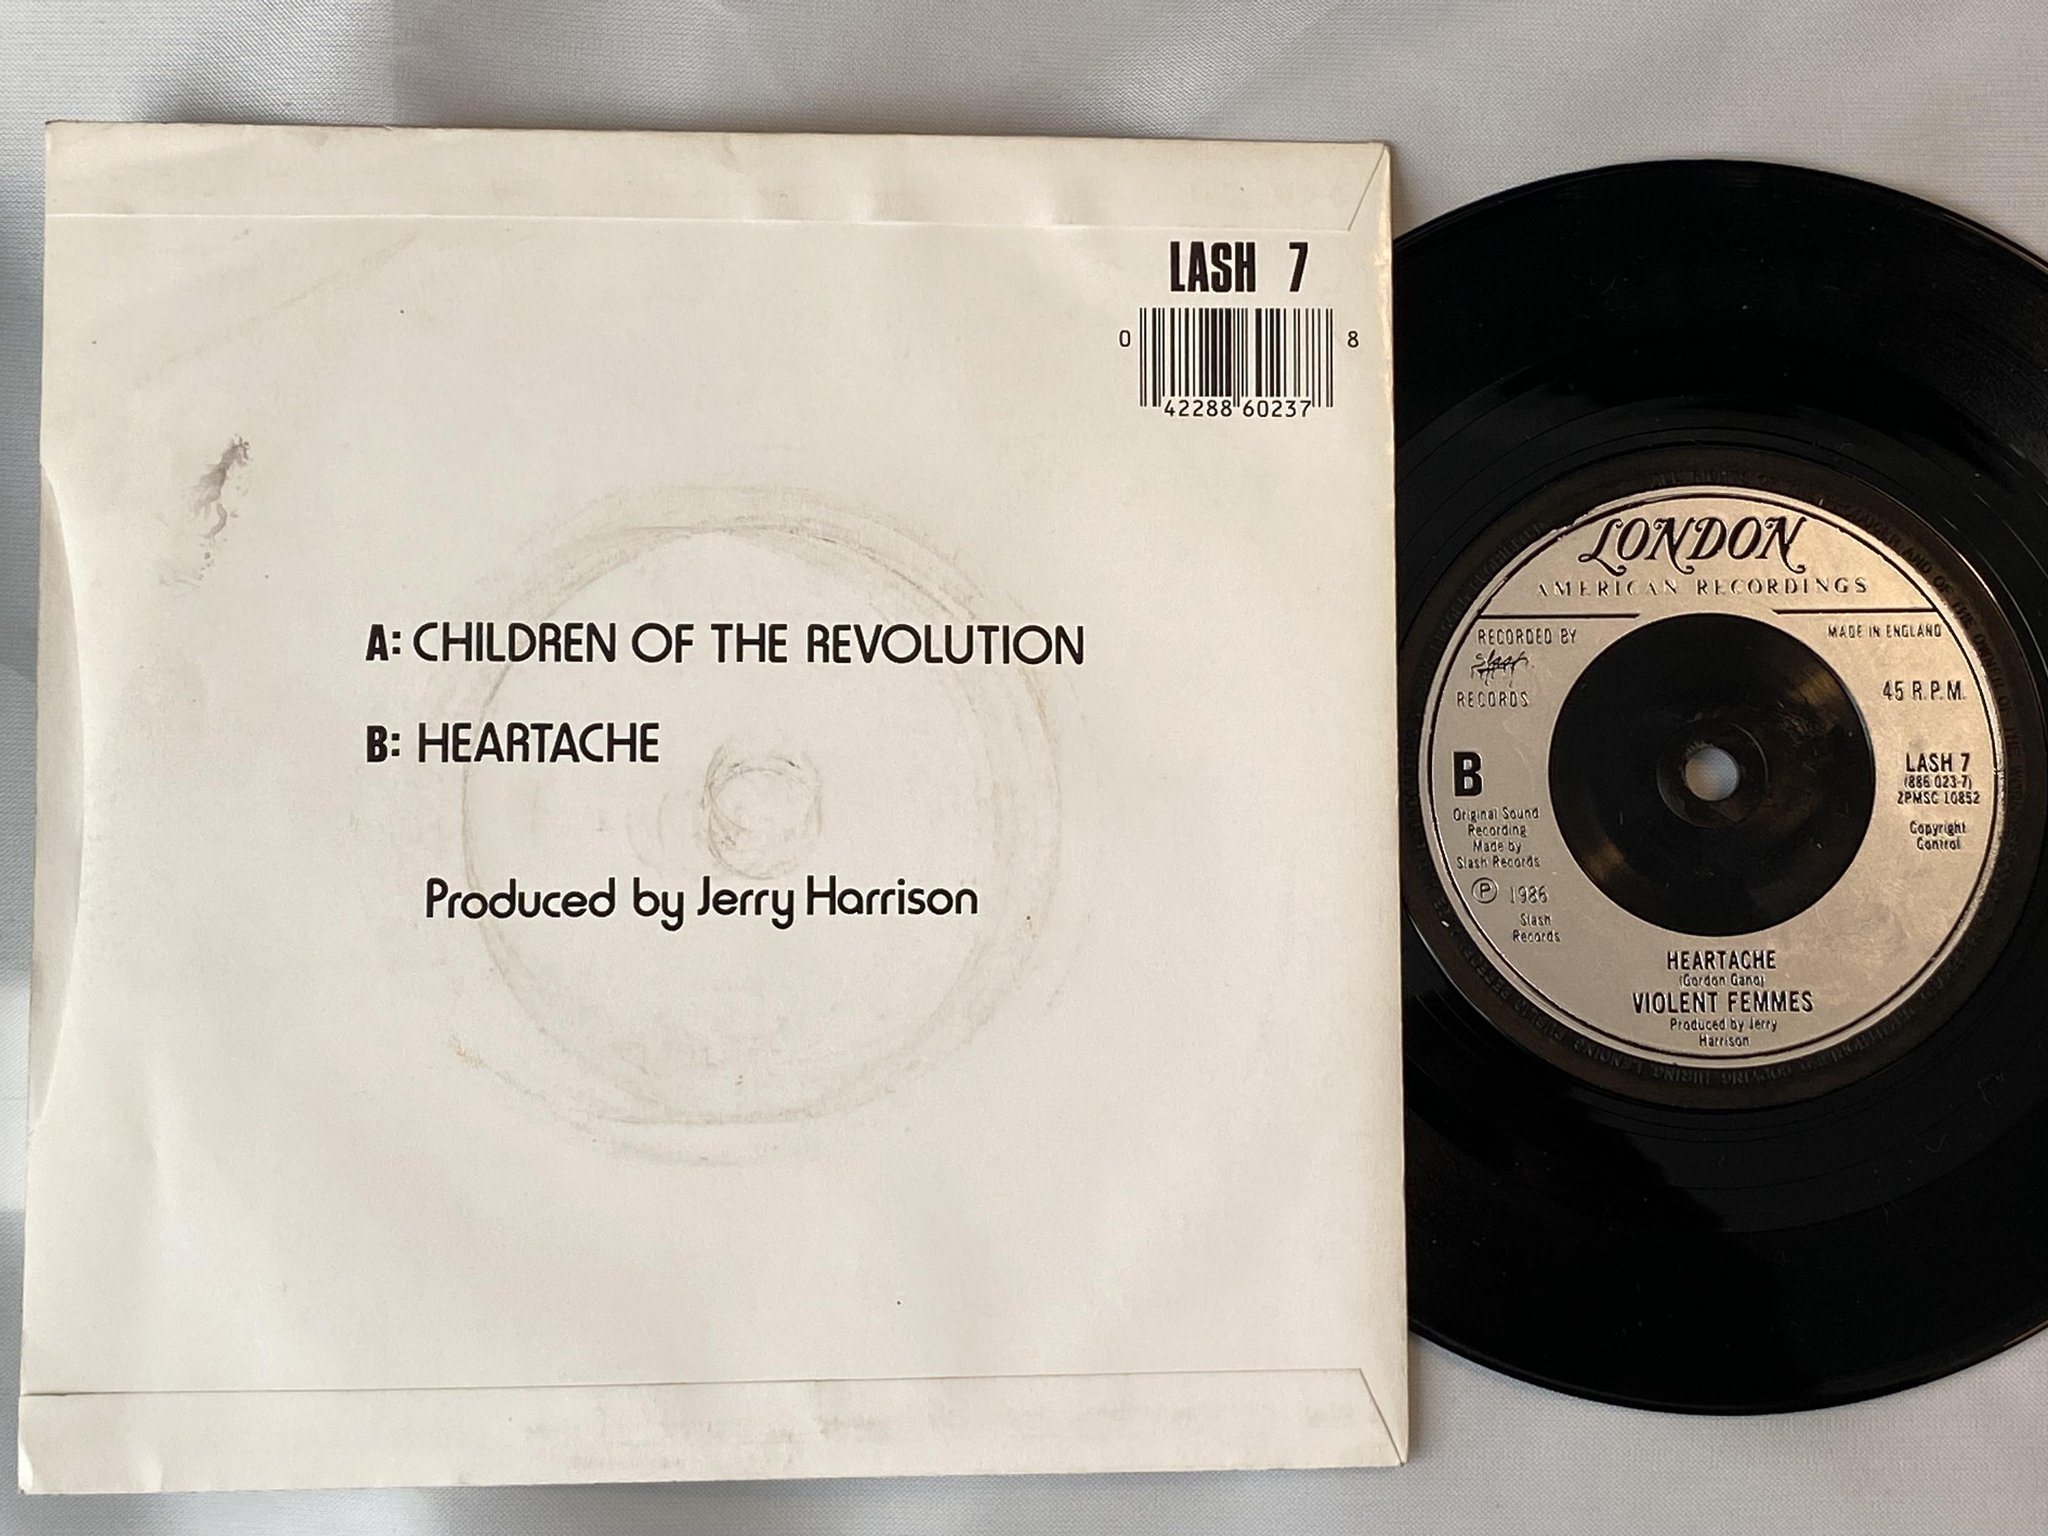 LASH 7
0 42288 60237 8
A: CHILDREN OF THE REVOLUTION
B: HEARTACHE
Produced by Jerry Harrison
LONDON
AMERICAN RECORDINGS
RECORDED BY
Slash
RECORDS
MADE IN ENGLAND
45 R.P.M.
B
LASH 7
(886 023-7)
ZPMSC 10852
Original Sound
Recording
Made by
Slash Records
Copyright
Control
℗ 1986
Slash
Records
HEARTACHE
(Gordon Gano)
VIOLENT FEMMES
Produced by Jerry
Harrison